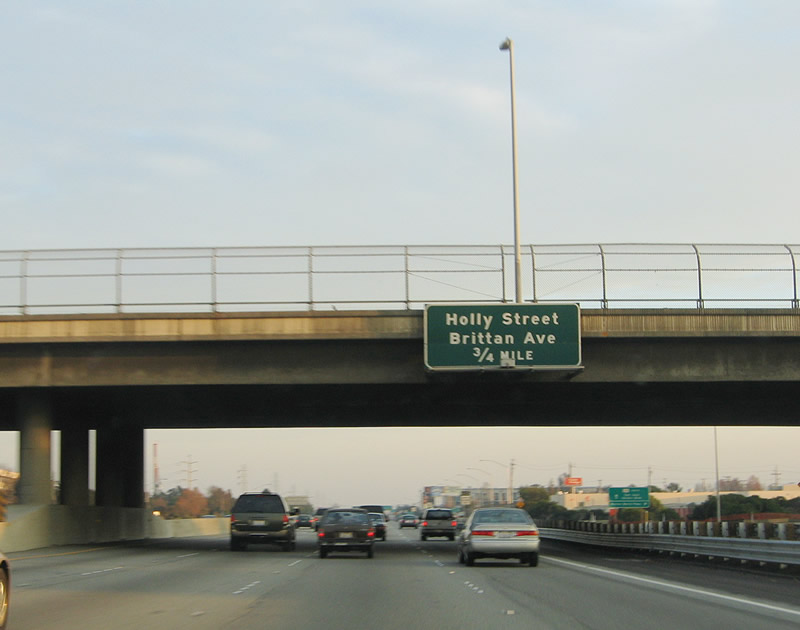 Holly Street
Brittan Ave
3/4 MILE